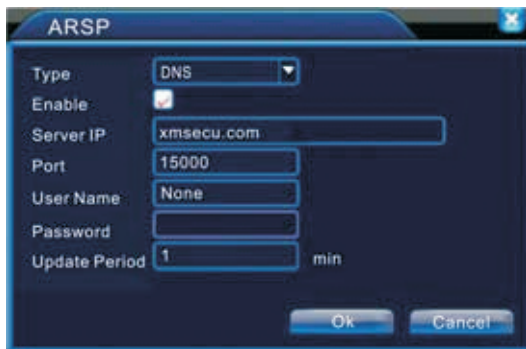 ARSP
Type DNS
Enable
Server IP xmsecu.com
Port 15000
User Name None
Password
Update Period 1 min
Ok Cancel